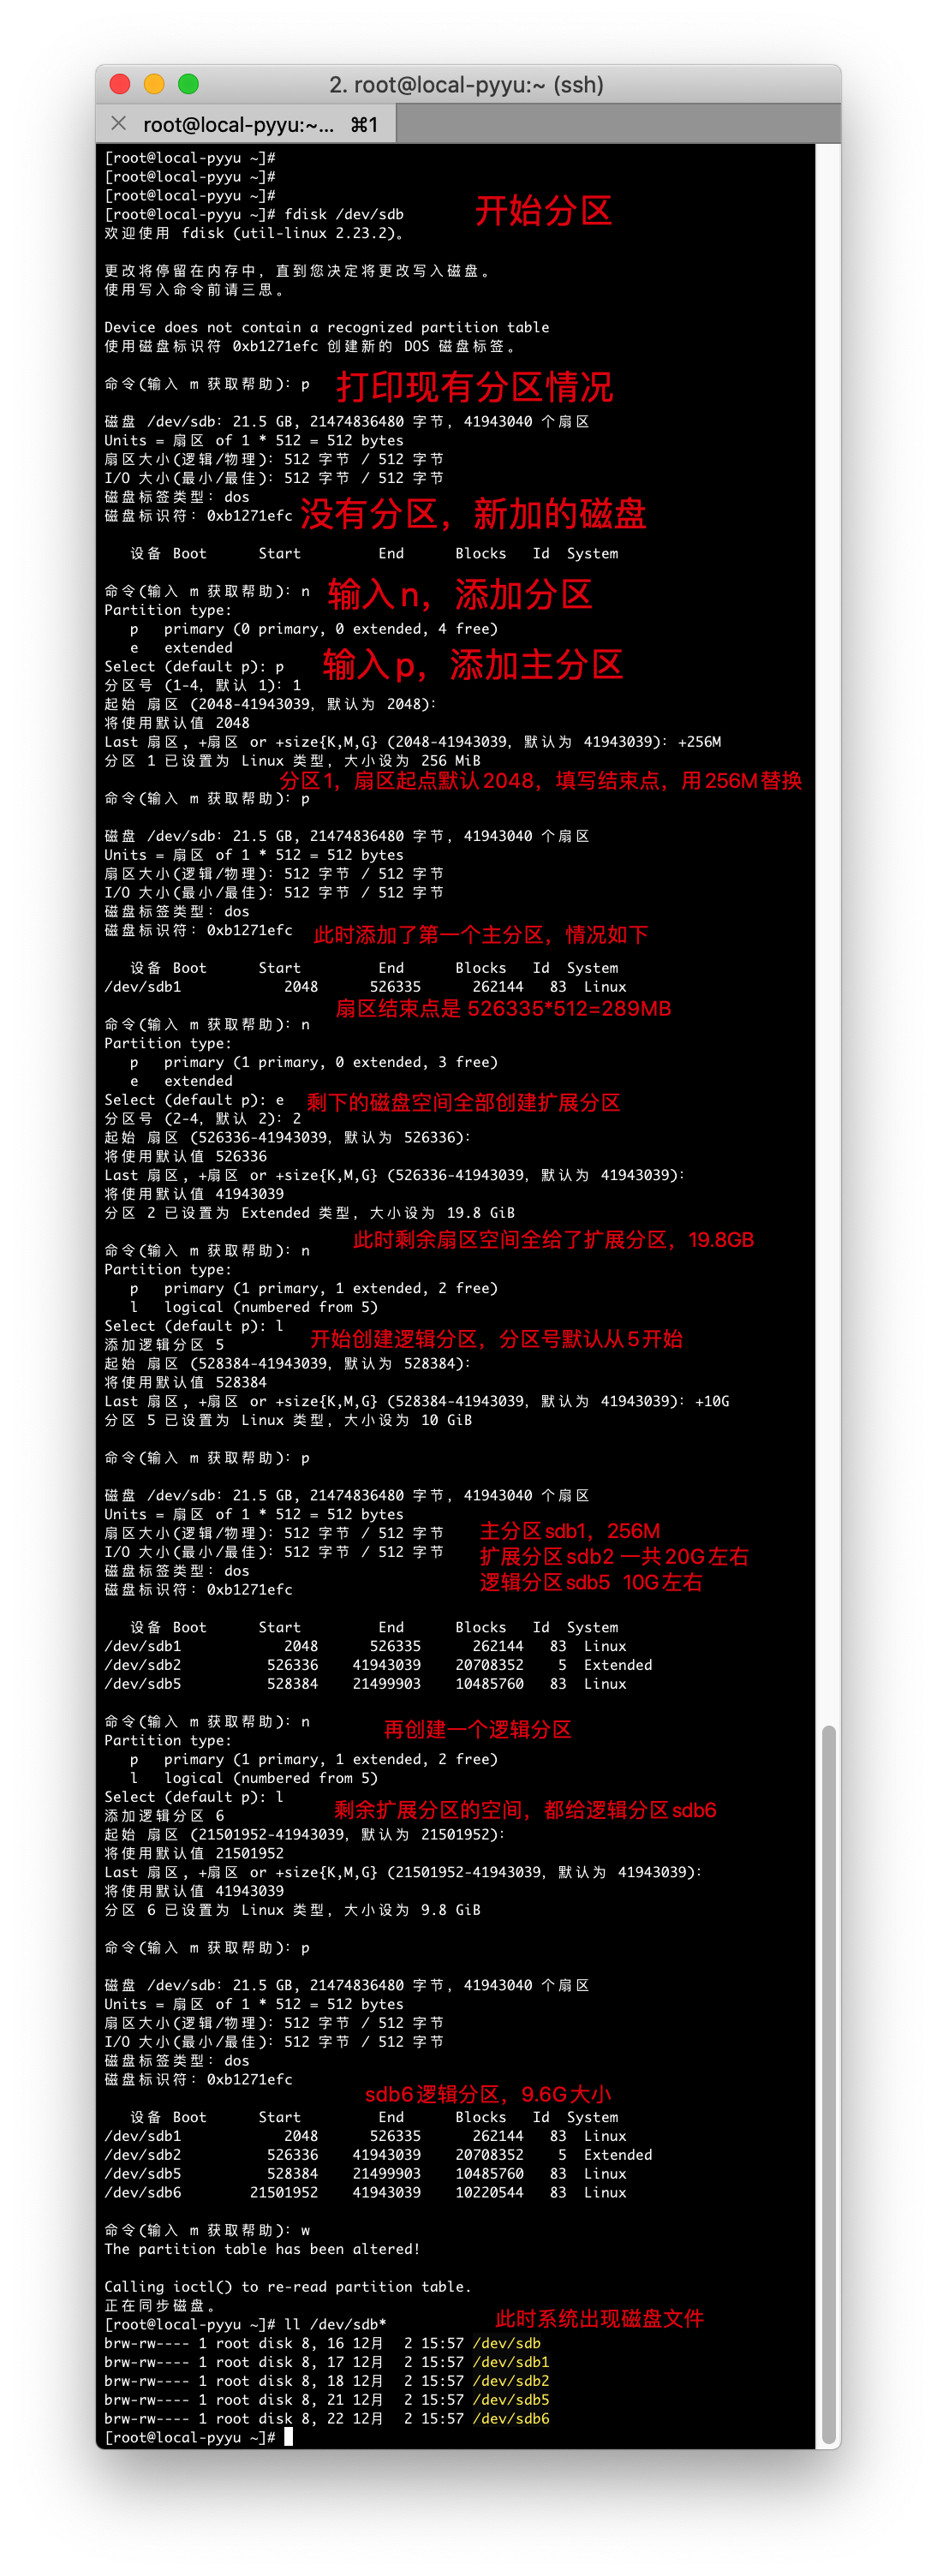 2. root@local-pyyu:~ (ssh)
root@local-pyyu:~... ⌘1
[root@local-pyyu ~]#
[root@local-pyyu ~]#
[root@local-pyyu ~]#
[root@local-pyyu ~]# fdisk /dev/sdb
开始分区
欢迎使用 fdisk (util-linux 2.23.2)。
更改将停留在内存中，直到您决定将更改写入磁盘。
使用写入命令前请三思。
Device does not contain a recognized partition table
使用磁盘标识符 0xb1271efc 创建新的 DOS 磁盘标签。
命令(输入 m 获取帮助)：p
打印现有分区情况
磁盘 /dev/sdb：21.5 GB, 21474836480 字节，41943040 个扇区
Units = 扇区 of 1 * 512 = 512 bytes
扇区大小(逻辑/物理)：512 字节 / 512 字节
I/O 大小(最小/最佳)：512 字节 / 512 字节
磁盘标签类型：dos
磁盘标识符：0xb1271efc
没有分区，新加的磁盘
设备 Boot Start End Blocks Id System
命令(输入 m 获取帮助)：n
输入n，添加分区
Partition type:
p primary (0 primary, 0 extended, 4 free)
e extended
Select (default p): p
输入p，添加主分区
分区号 (1-4，默认 1)：1
起始 扇区 (2048-41943039，默认为 2048)：
将使用默认值 2048
Last 扇区, +扇区 or +size{K,M,G} (2048-41943039，默认为 41943039)：+256M
分区 1 已设置为 Linux 类型，大小设为 256 MiB
分区1，扇区起点默认2048，填写结束点，用256M替换
命令(输入 m 获取帮助)：p
磁盘 /dev/sdb：21.5 GB, 21474836480 字节，41943040 个扇区
Units = 扇区 of 1 * 512 = 512 bytes
扇区大小(逻辑/物理)：512 字节 / 512 字节
I/O 大小(最小/最佳)：512 字节 / 512 字节
磁盘标签类型：dos
磁盘标识符：0xb1271efc
此时添加了第一个主分区，情况如下
设备 Boot Start End Blocks Id System
/dev/sdb1 2048 526335 262144 83 Linux
扇区结束点是 526335*512=289MB
命令(输入 m 获取帮助)：n
Partition type:
p primary (1 primary, 0 extended, 3 free)
e extended
Select (default p): e
剩下的磁盘空间全部创建扩展分区
分区号 (2-4，默认 2)：2
起始 扇区 (526336-41943039，默认为 526336)：
将使用默认值 526336
Last 扇区, +扇区 or +size{K,M,G} (526336-41943039，默认为 41943039)：
将使用默认值 41943039
分区 2 已设置为 Extended 类型，大小设为 19.8 GiB
此时剩余扇区空间全给了扩展分区，19.8GB
命令(输入 m 获取帮助)：n
Partition type:
p primary (1 primary, 1 extended, 2 free)
l logical (numbered from 5)
Select (default p): l
添加逻辑分区 5
开始创建逻辑分区，分区号默认从5开始
起始 扇区 (528384-41943039，默认为 528384)：
将使用默认值 528384
Last 扇区, +扇区 or +size{K,M,G} (528384-41943039，默认为 41943039)：+10G
分区 5 已设置为 Linux 类型，大小设为 10 GiB
命令(输入 m 获取帮助)：p
磁盘 /dev/sdb：21.5 GB, 21474836480 字节，41943040 个扇区
Units = 扇区 of 1 * 512 = 512 bytes
扇区大小(逻辑/物理)：512 字节 / 512 字节
I/O 大小(最小/最佳)：512 字节 / 512 字节
磁盘标签类型：dos
磁盘标识符：0xb1271efc
主分区sdb1，256M
扩展分区sdb2 一共20G左右
逻辑分区sdb5 10G左右
设备 Boot Start End Blocks Id System
/dev/sdb1 2048 526335 262144 83 Linux
/dev/sdb2 526336 41943039 20708352 5 Extended
/dev/sdb5 528384 21499903 10485760 83 Linux
命令(输入 m 获取帮助)：n
再创建一个逻辑分区
Partition type:
p primary (1 primary, 1 extended, 2 free)
l logical (numbered from 5)
Select (default p): l
添加逻辑分区 6
剩余扩展分区的空间，都给逻辑分区sdb6
起始 扇区 (21501952-41943039，默认为 21501952)：
将使用默认值 21501952
Last 扇区, +扇区 or +size{K,M,G} (21501952-41943039，默认为 41943039)：
将使用默认值 41943039
分区 6 已设置为 Linux 类型，大小设为 9.8 GiB
命令(输入 m 获取帮助)：p
磁盘 /dev/sdb：21.5 GB, 21474836480 字节，41943040 个扇区
Units = 扇区 of 1 * 512 = 512 bytes
扇区大小(逻辑/物理)：512 字节 / 512 字节
I/O 大小(最小/最佳)：512 字节 / 512 字节
磁盘标签类型：dos
磁盘标识符：0xb1271efc
sdb6逻辑分区，9.6G大小
设备 Boot Start End Blocks Id System
/dev/sdb1 2048 526335 262144 83 Linux
/dev/sdb2 526336 41943039 20708352 5 Extended
/dev/sdb5 528384 21499903 10485760 83 Linux
/dev/sdb6 21501952 41943039 10220544 83 Linux
命令(输入 m 获取帮助)：w
The partition table has been altered!
Calling ioctl() to re-read partition table.
正在同步磁盘。
[root@local-pyyu ~]# ll /dev/sdb*
此时系统出现磁盘文件
brw-rw---- 1 root disk 8, 16 12月 2 15:57 /dev/sdb
brw-rw---- 1 root disk 8, 17 12月 2 15:57 /dev/sdb1
brw-rw---- 1 root disk 8, 18 12月 2 15:57 /dev/sdb2
brw-rw---- 1 root disk 8, 21 12月 2 15:57 /dev/sdb5
brw-rw---- 1 root disk 8, 22 12月 2 15:57 /dev/sdb6
[root@local-pyyu ~]#